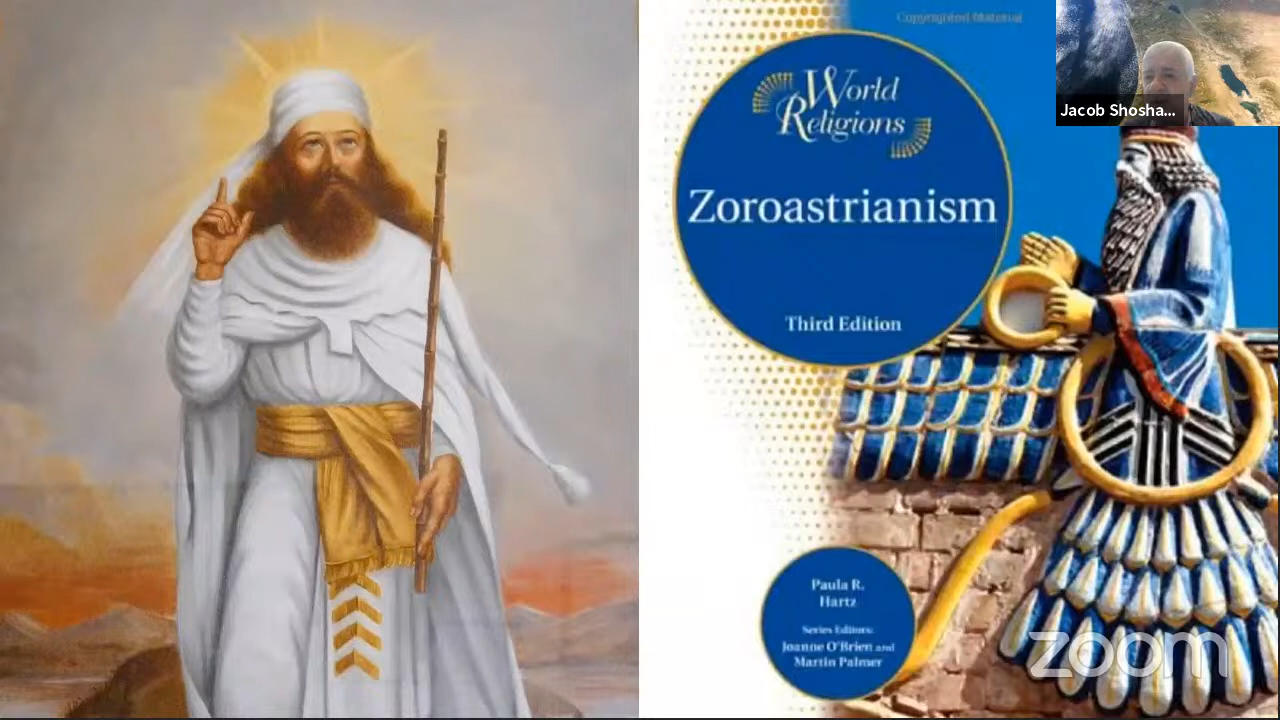 Copyrighted Material
World
Religions
Zoroastrianism
Third Edition
Paula R.
Hartz
Series Editors:
Joanne O'Brien and
Martin Palmer
Jacob Shosha...
zoom